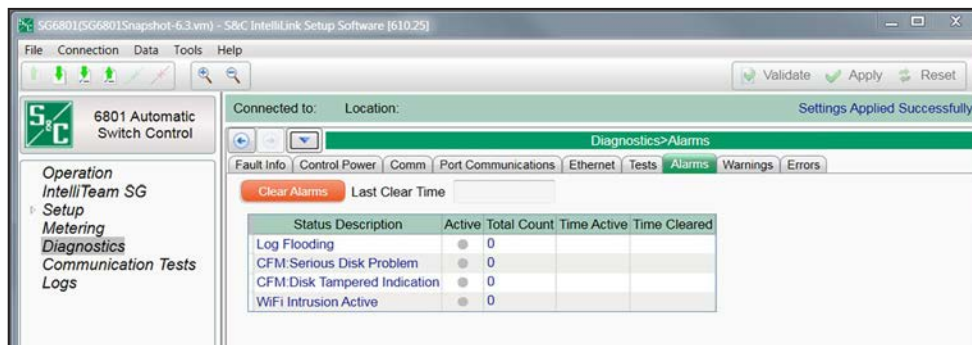 SG6801(SG6801Snapshot-6.3.vm) - S&C IntelliLink Setup Software [610.25]
File Connection Data Tools Help
Validate Apply Reset
S&C
6801 Automatic
Switch Control
Connected to: Location: Settings Applied Successfully
Diagnostics>Alarms
Fault Info Control Power Comm Port Communications Ethernet Tests Alarms Warnings Errors
Operation
IntelliTeam SG
Setup
Metering
Diagnostics
Communication Tests
Logs
Clear Alarms Last Clear Time
Status Description Active Total Count Time Active Time Cleared
Log Flooding 0
CFM:Serious Disk Problem 0
CFM:Disk Tampered Indication 0
WiFi Intrusion Active 0